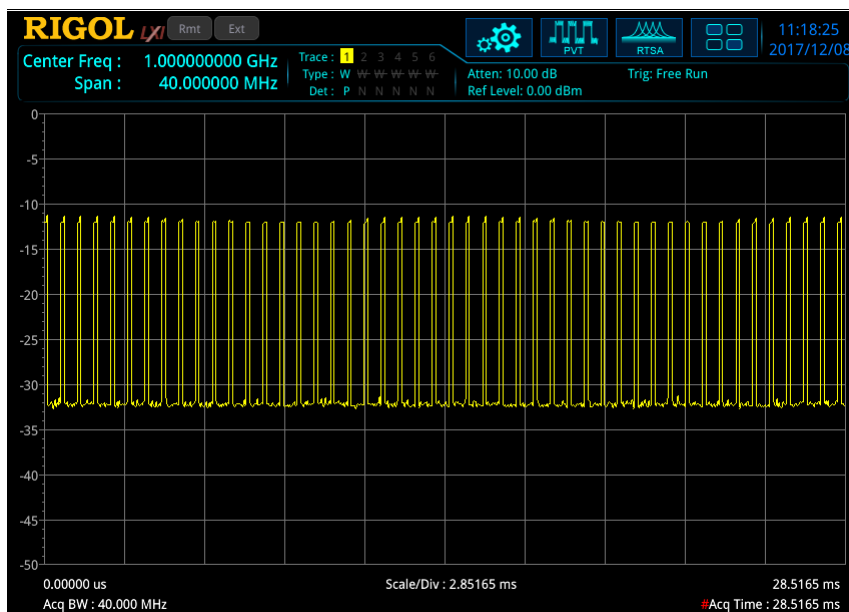 RIGOL LXI Rmt Ext
PVT RTSA
11:18:25
2017/12/08
Center Freq : 1.000000000 GHz
Span : 40.000000 MHz
Trace : 1 2 3 4 5 6
Type : W W W W W W
Det : P N N N N N
Atten: 10.00 dB
Ref Level: 0.00 dBm
Trig: Free Run
0
-5
-10
-15
-20
-25
-30
-35
-40
-45
-50
0.00000 us Scale/Div : 2.85165 ms 28.5165 ms
Acq BW : 40.000 MHz #Acq Time : 28.5165 ms